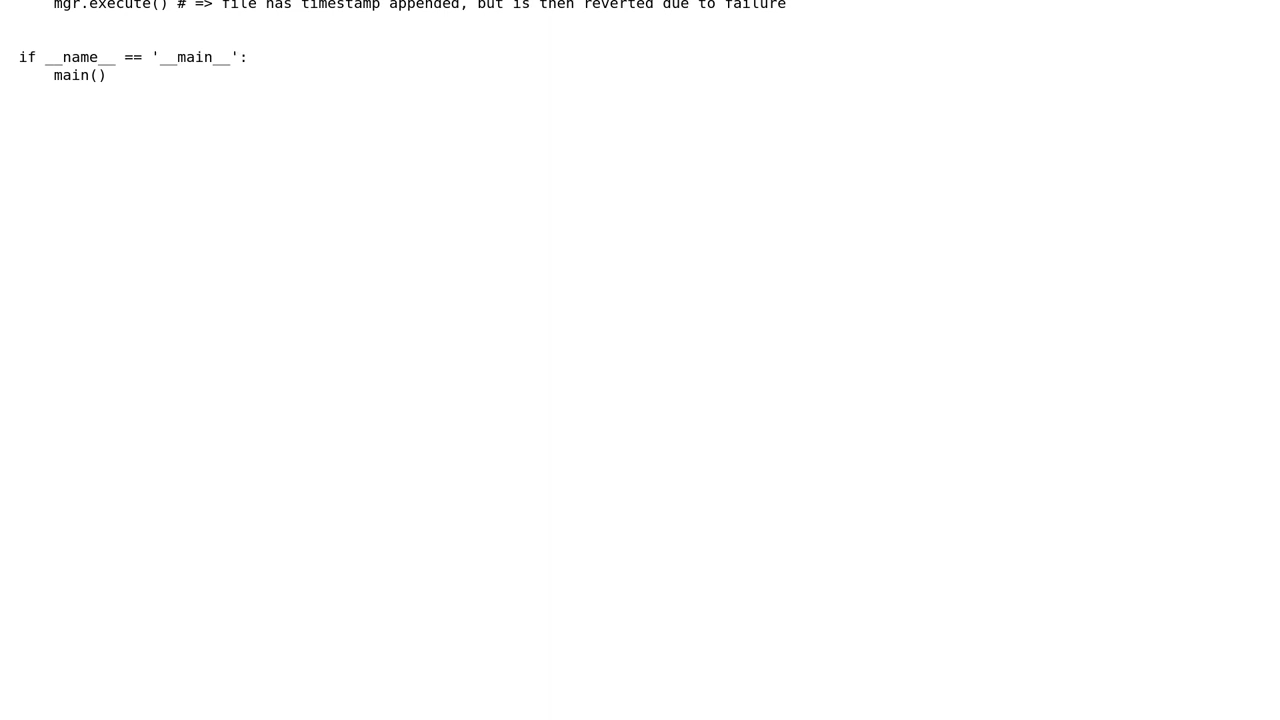 mgr.execute() # => file has timestamp appended, but is then reverted due to failure
if __name__ == '__main__':
main()